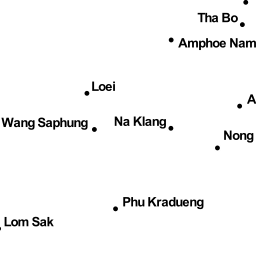 Tha Bo
Amphoe Nam
Loei
A
Wang Saphung
Na Klang
Nong
Phu Kradueng
Lom Sak